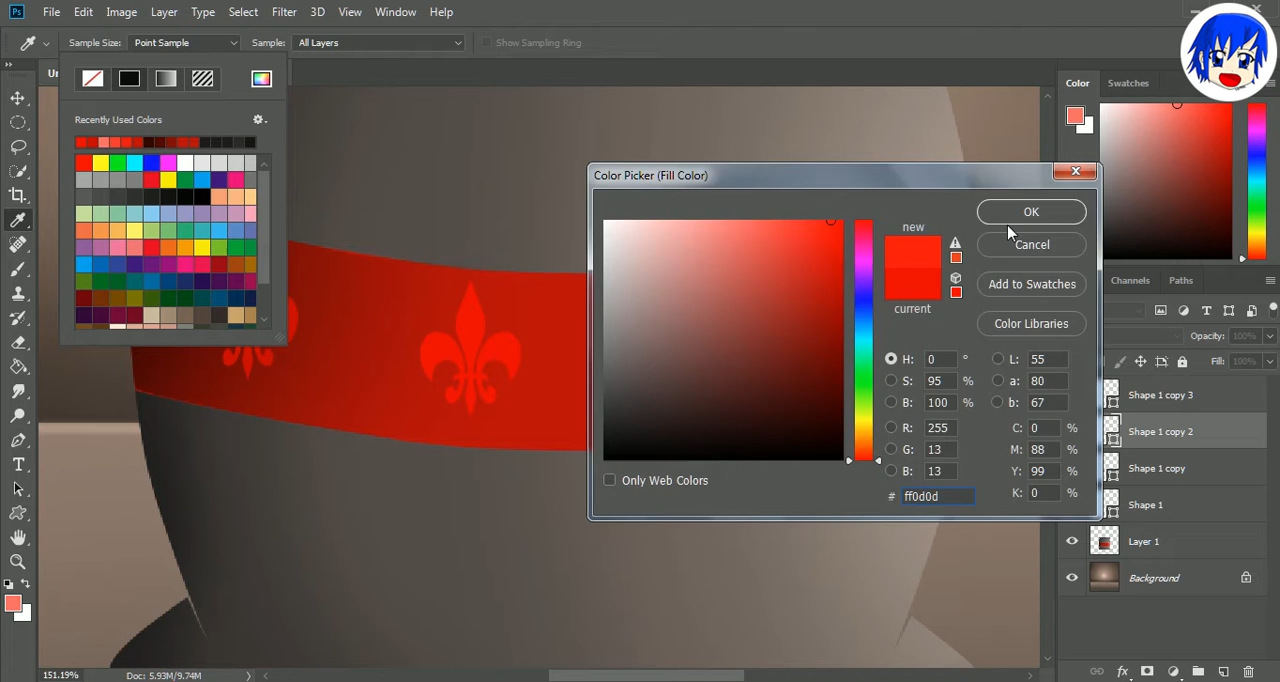 Ps File Edit Image Layer Type Select Filter 3D View Window Help
Sample Size: Point Sample Sample: All Layers Show Sampling Ring
Un
Color Swatches
Recently Used Colors
Color Picker (Fill Color)
OK
new
Cancel
Add to Swatches
current
Color Libraries
H: 0 ° L: 55
S: 95 % a: 80
B: 100 % b: 67
R: 255 C: 0 %
G: 13 M: 88 %
B: 13 Y: 99 %
# ff0d0d K: 0 %
Only Web Colors
Channels Paths
Opacity: 100%
Fill: 100%
Shape 1 copy 3
Shape 1 copy 2
Shape 1 copy
Shape 1
Layer 1
Background
fx
151.19% Doc: 5.93M/9.74M